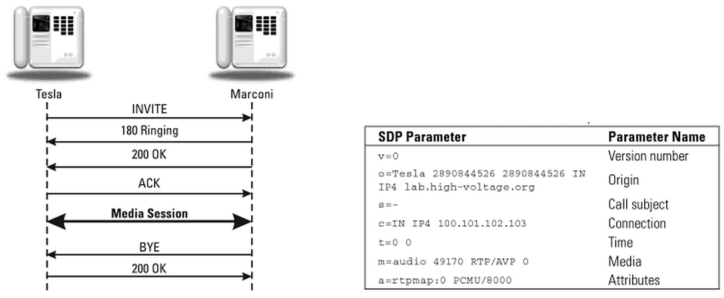 Tesla
Marconi
INVITE
180 Ringing
200 OK
ACK
Media Session
BYE
200 OK
SDP Parameter Parameter Name
v=0 Version number
o=Tesla 2890844526 2890844526 IN
IP4 lab.high-voltage.org
Origin
s=- Call subject
c=IN IP4 100.101.102.103 Connection
t=0 0 Time
m=audio 49170 RTP/AVP 0 Media
a=rtpmap:0 PCMU/8000 Attributes